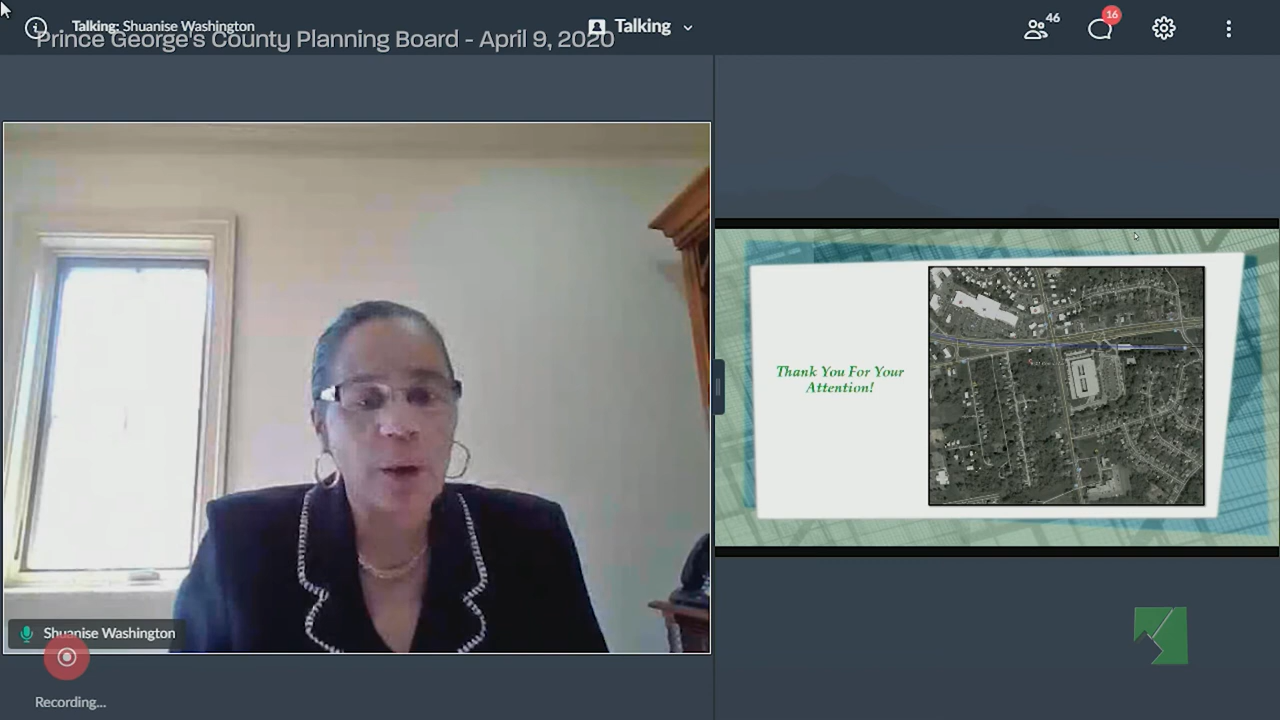 Talking: Shuanise Washington
Talking
46
16
Prince George's County Planning Board - April 9, 2020
Thank You For Your
Attention!
Shuanise Washington
Recording...